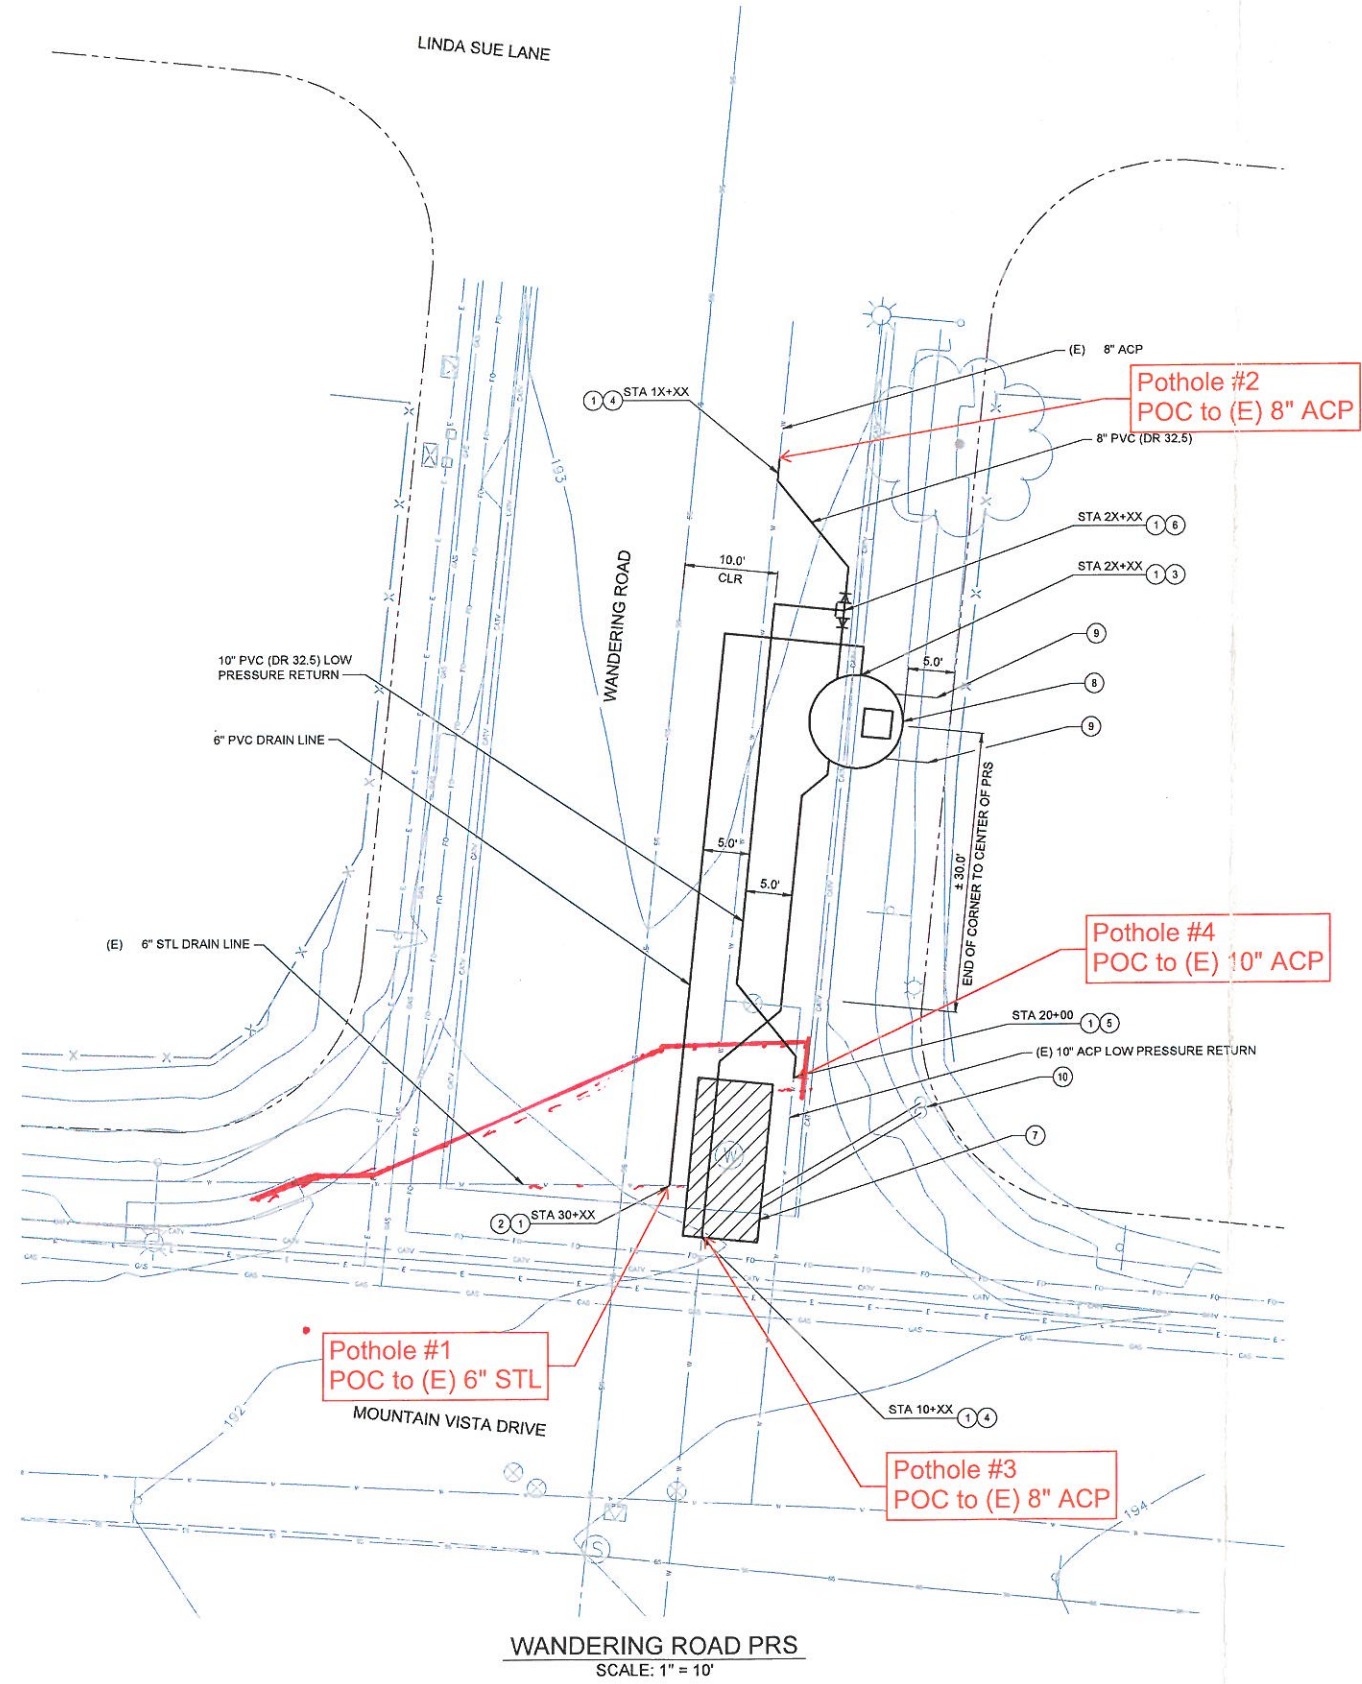 LINDA SUE LANE
(E) 8" ACP
Pothole #2
POC to (E) 8" ACP
1 4 STA 1X+XX
8" PVC (DR 32.5)
193
STA 2X+XX 1 6
10.0'
CLR
STA 2X+XX 1 3
WANDERING ROAD
9
5.0'
10" PVC (DR 32.5) LOW
PRESSURE RETURN
8
9
6" PVC DRAIN LINE
± 30.0'
END OF CORNER TO CENTER OF PRS
5.0'
5.0'
(E) 6" STL DRAIN LINE
Pothole #4
POC to (E) 10" ACP
STA 20+00 1 5
(E) 10" ACP LOW PRESSURE RETURN
10
7
W
2 1 STA 30+XX
Pothole #1
POC to (E) 6" STL
192
MOUNTAIN VISTA DRIVE
STA 10+XX 1 4
Pothole #3
POC to (E) 8" ACP
194
S
WANDERING ROAD PRS
SCALE: 1" = 10'